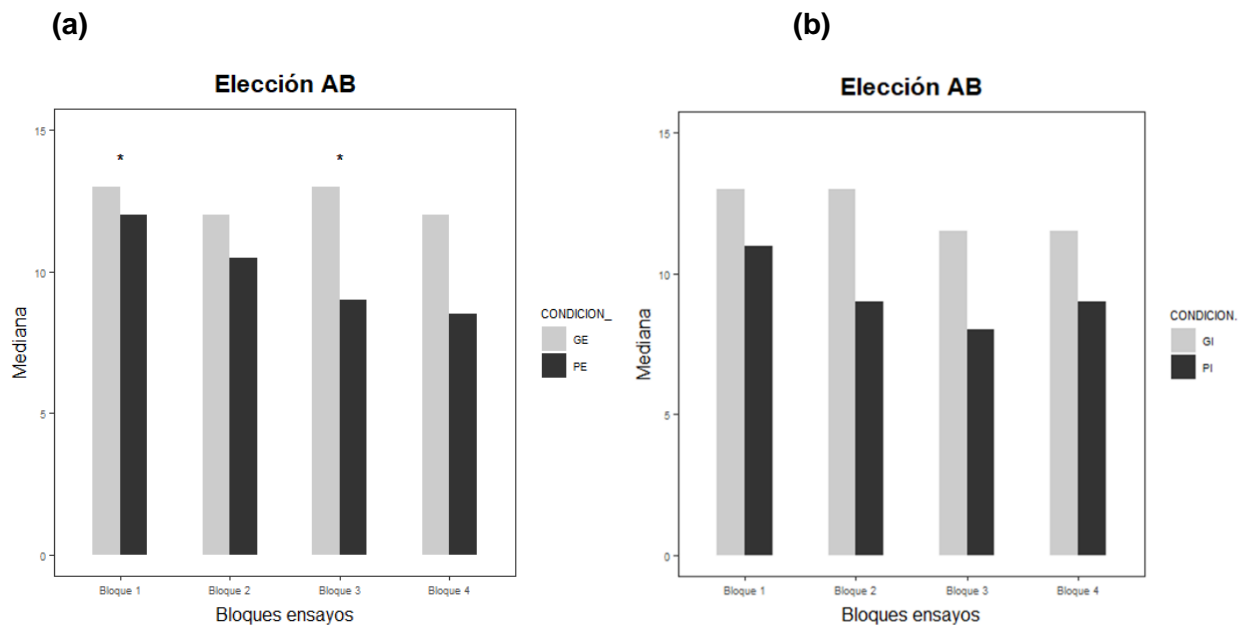 (a)
Elección AB
15
*
*
10
5
0
Mediana
Bloque 1
Bloque 2
Bloque 3
Bloque 4
Bloques ensayos
CONDICION_
GE
PE
(b)
Elección AB
15
10
5
0
Mediana
Bloque 1
Bloque 2
Bloque 3
Bloque 4
Bloques ensayos
CONDICION.
GI
PI